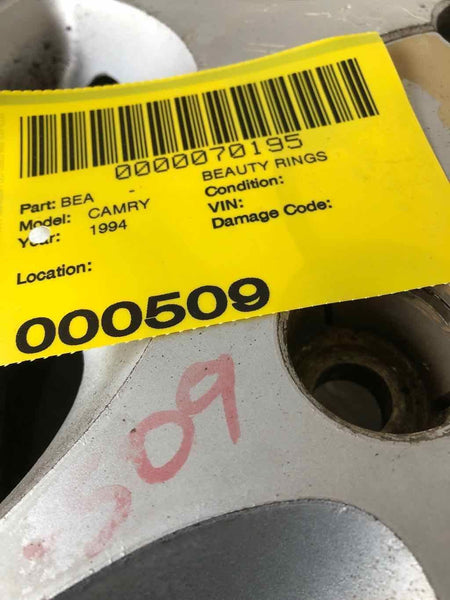 0000070195
Part: BEA - BEAUTY RINGS
Model: CAMRY Condition:
Year: 1994 VIN:
Damage Code:
Location:
000509
509